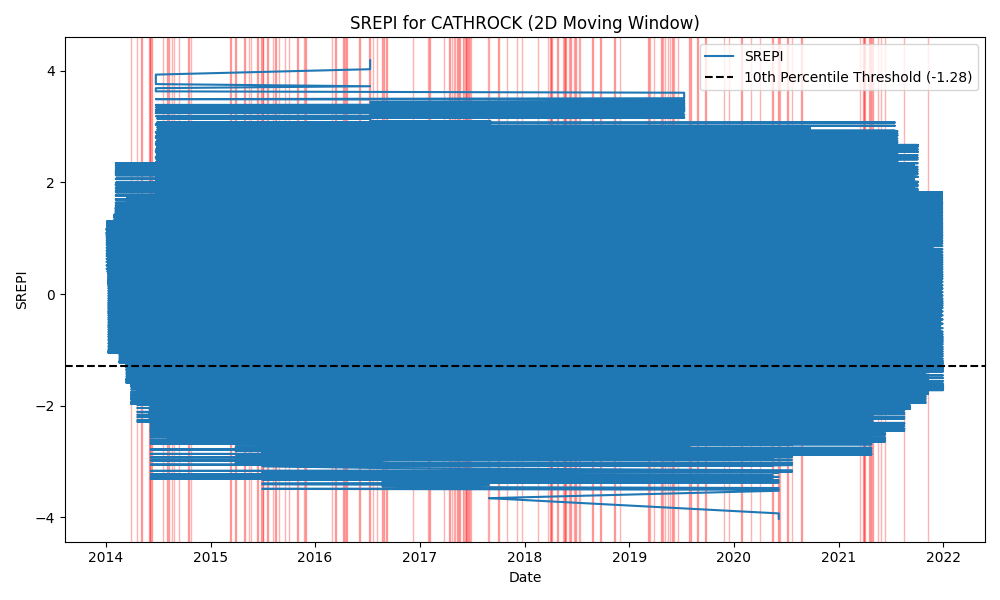 SREPI for CATHROCK (2D Moving Window)
SREPI
10th Percentile Threshold (-1.28)
4
2
0
−2
−4
SREPI
2014
2015
2016
2017
2018
2019
2020
2021
2022
Date